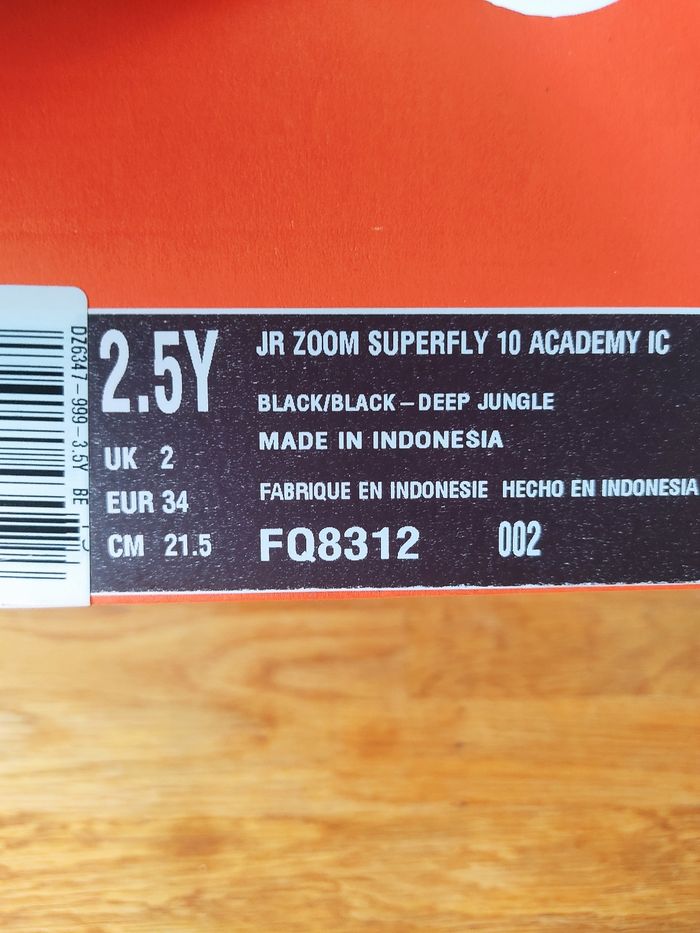 DZ6347-999-3.5Y BE
2.5Y
UK 2
EUR 34
CM 21.5
JR ZOOM SUPERFLY 10 ACADEMY IC
BLACK/BLACK – DEEP JUNGLE
MADE IN INDONESIA
FABRIQUE EN INDONESIE HECHO EN INDONESIA
FQ8312 002